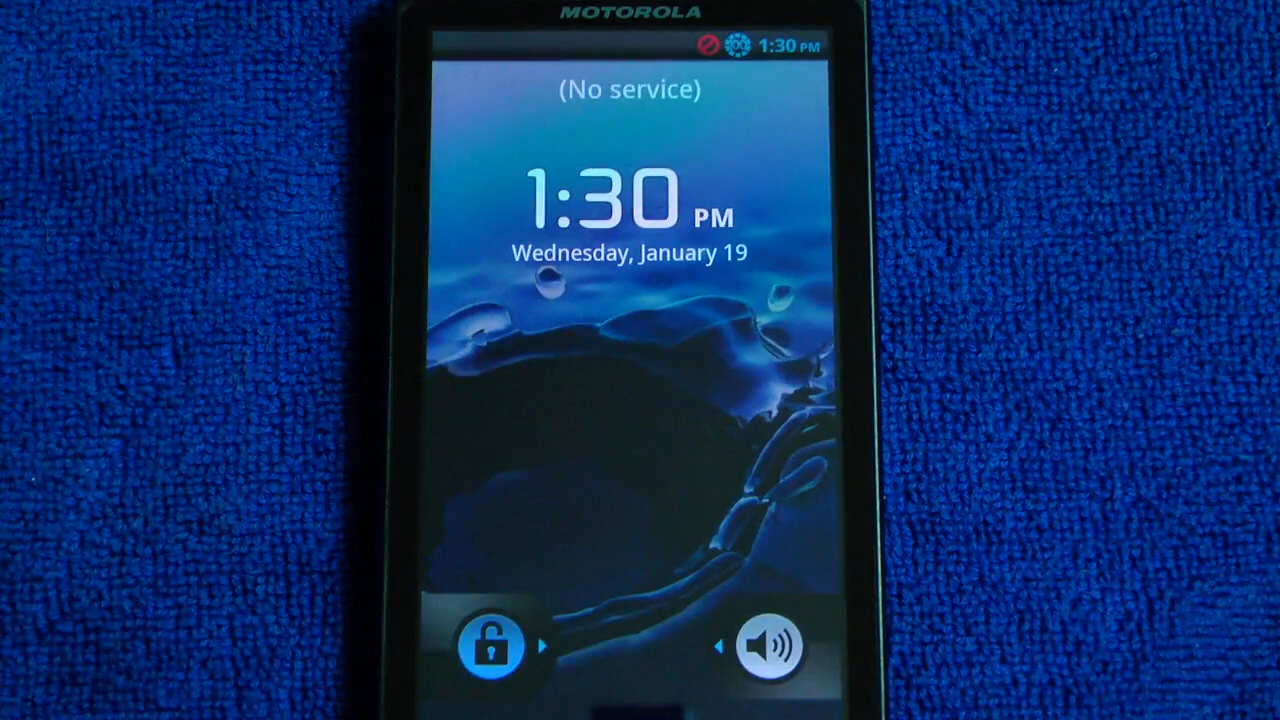 MOTOROLA
1:30 PM
(No service)
1:30 PM
Wednesday, January 19